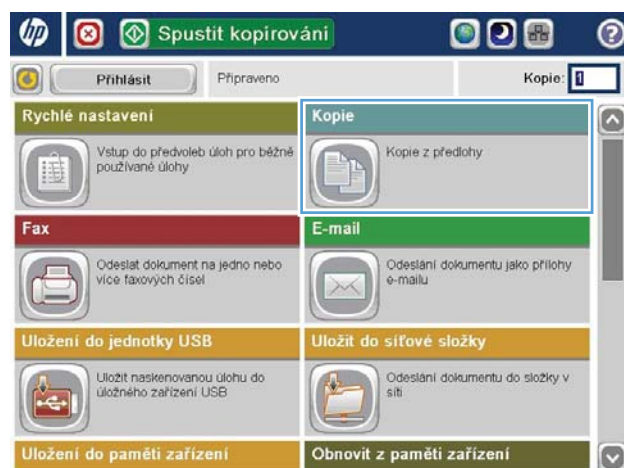 hp
Spustit kopírování
?
Přihlásit
Připraveno
Kopie: 1
Rychlé nastavení
Vstup do předvoleb úloh pro běžně
používané úlohy
Kopie
Kopie z předlohy
Fax
Odeslat dokument na jedno nebo
více faxových čísel
E-mail
Odeslání dokumentu jako přílohy
e-mailu
Uložení do jednotky USB
Uložit naskenovanou úlohu do
úložného zařízení USB
Uložit do síťové složky
Odeslání dokumentu do složky v
síti
Uložení do paměti zařízení
Obnovit z paměti zařízení